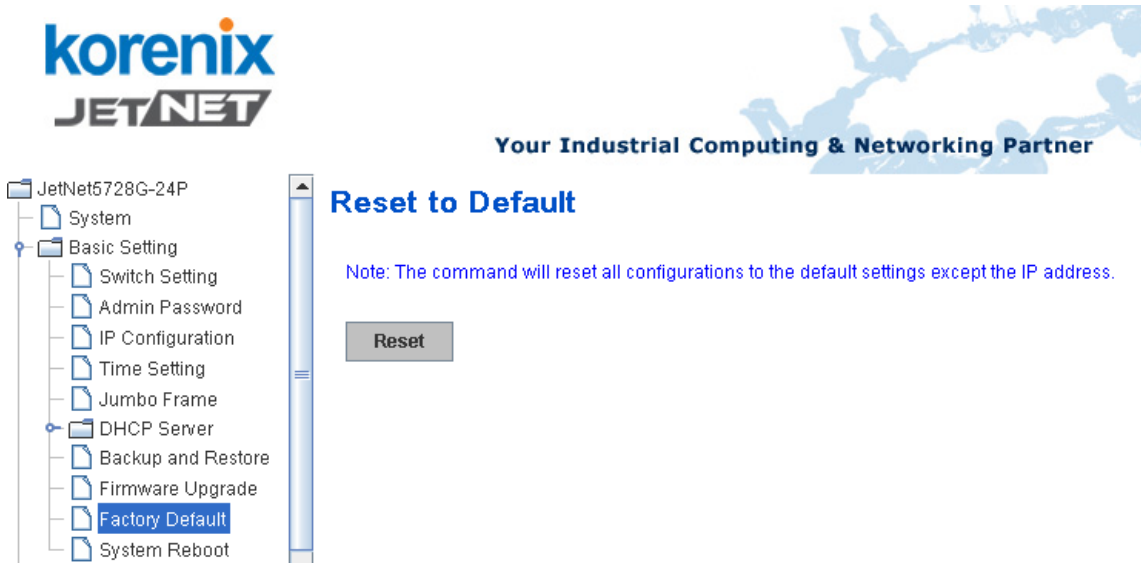 korenix
JETNET
Your Industrial Computing & Networking Partner
JetNet5728G-24P
System
Basic Setting
Switch Setting
Admin Password
IP Configuration
Time Setting
Jumbo Frame
DHCP Server
Backup and Restore
Firmware Upgrade
Factory Default
System Reboot
Reset to Default
Note: The command will reset all configurations to the default settings except the IP address.
Reset